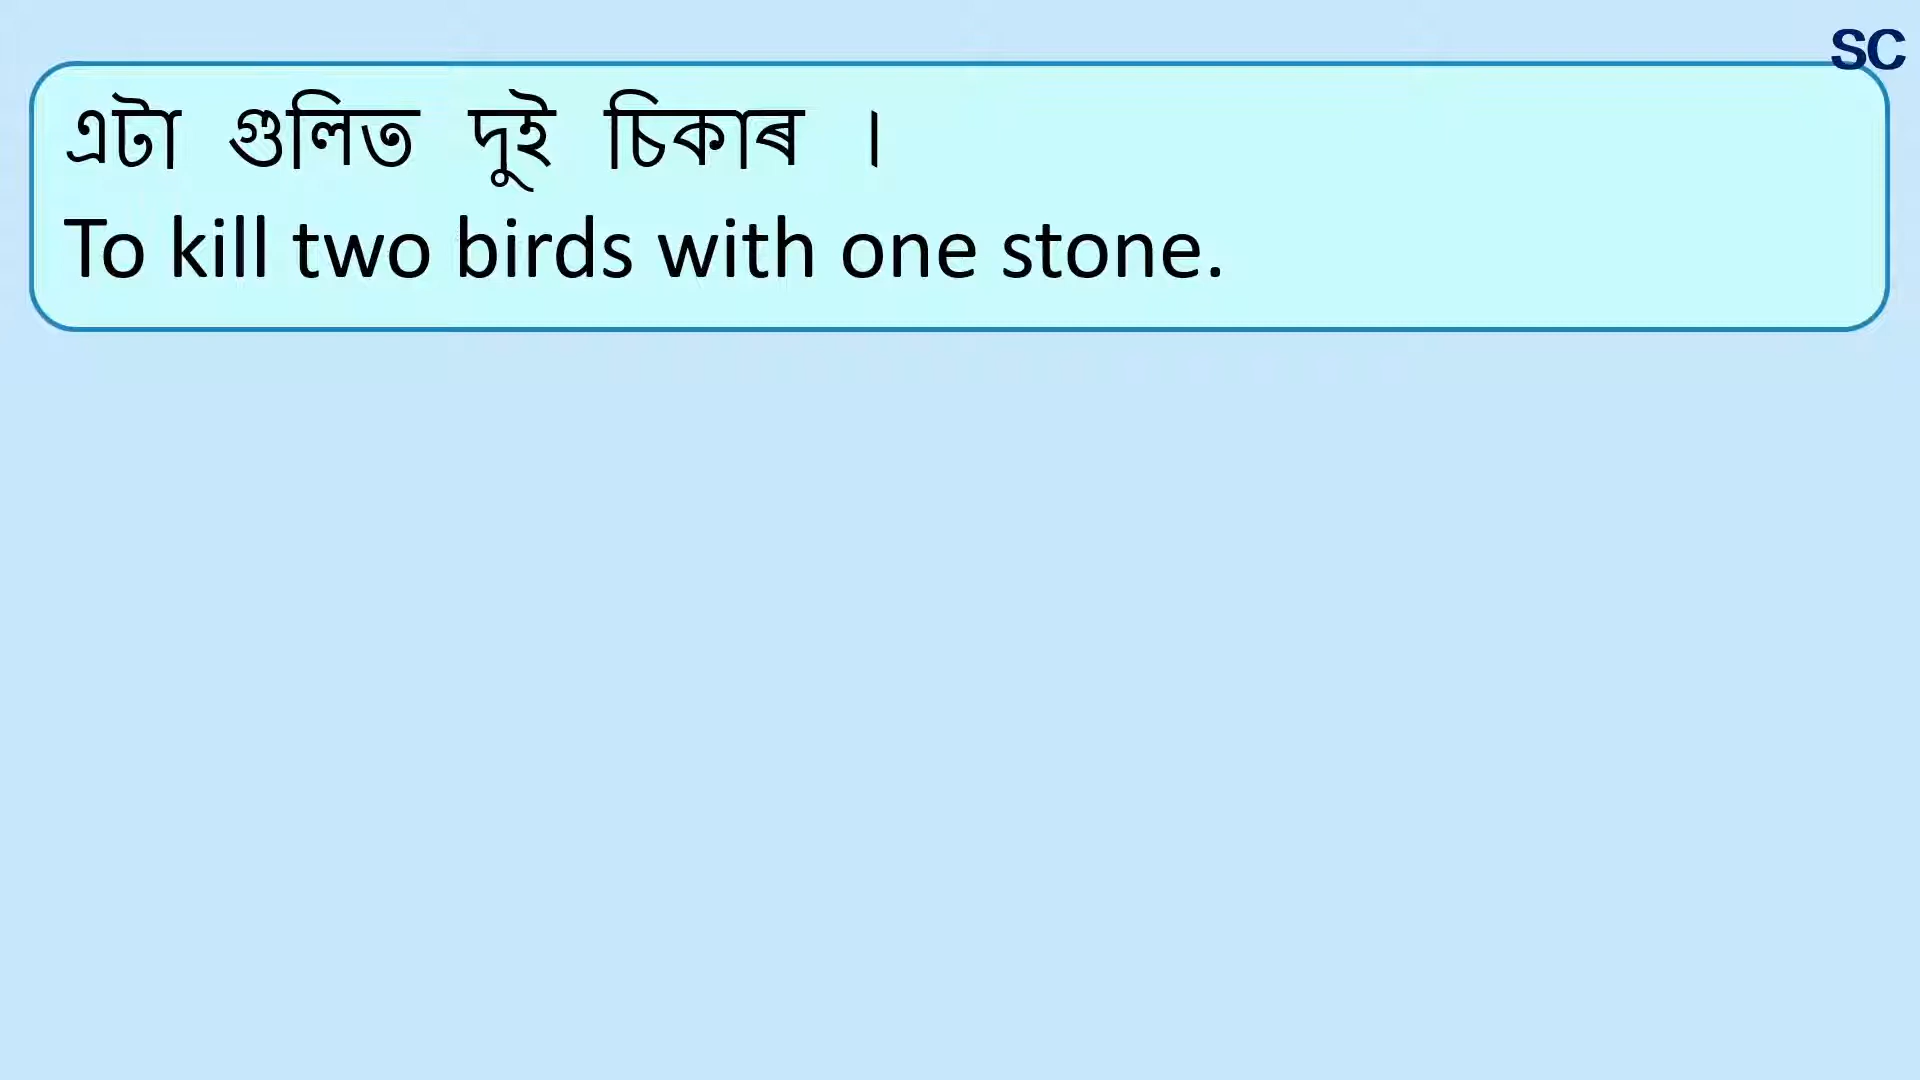 SC
এটা গুলিত দুই চিকাৰ ।
To kill two birds with one stone.